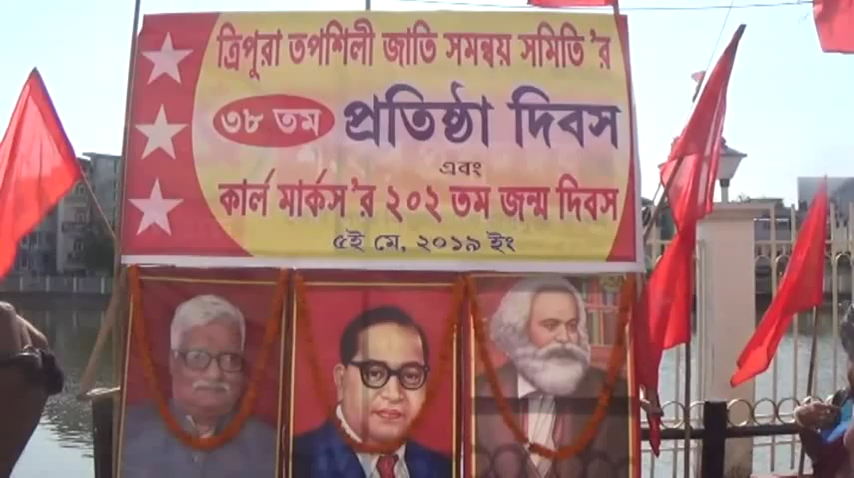 ত্রিপুরা তপশিলী জাতি সমন্বয় সমিতি'র
৩৮ তম প্রতিষ্ঠা দিবস
এবং
কার্ল মার্কস'র ২০২ তম জন্ম দিবস
৫ই মে, ২০১৯ ইং